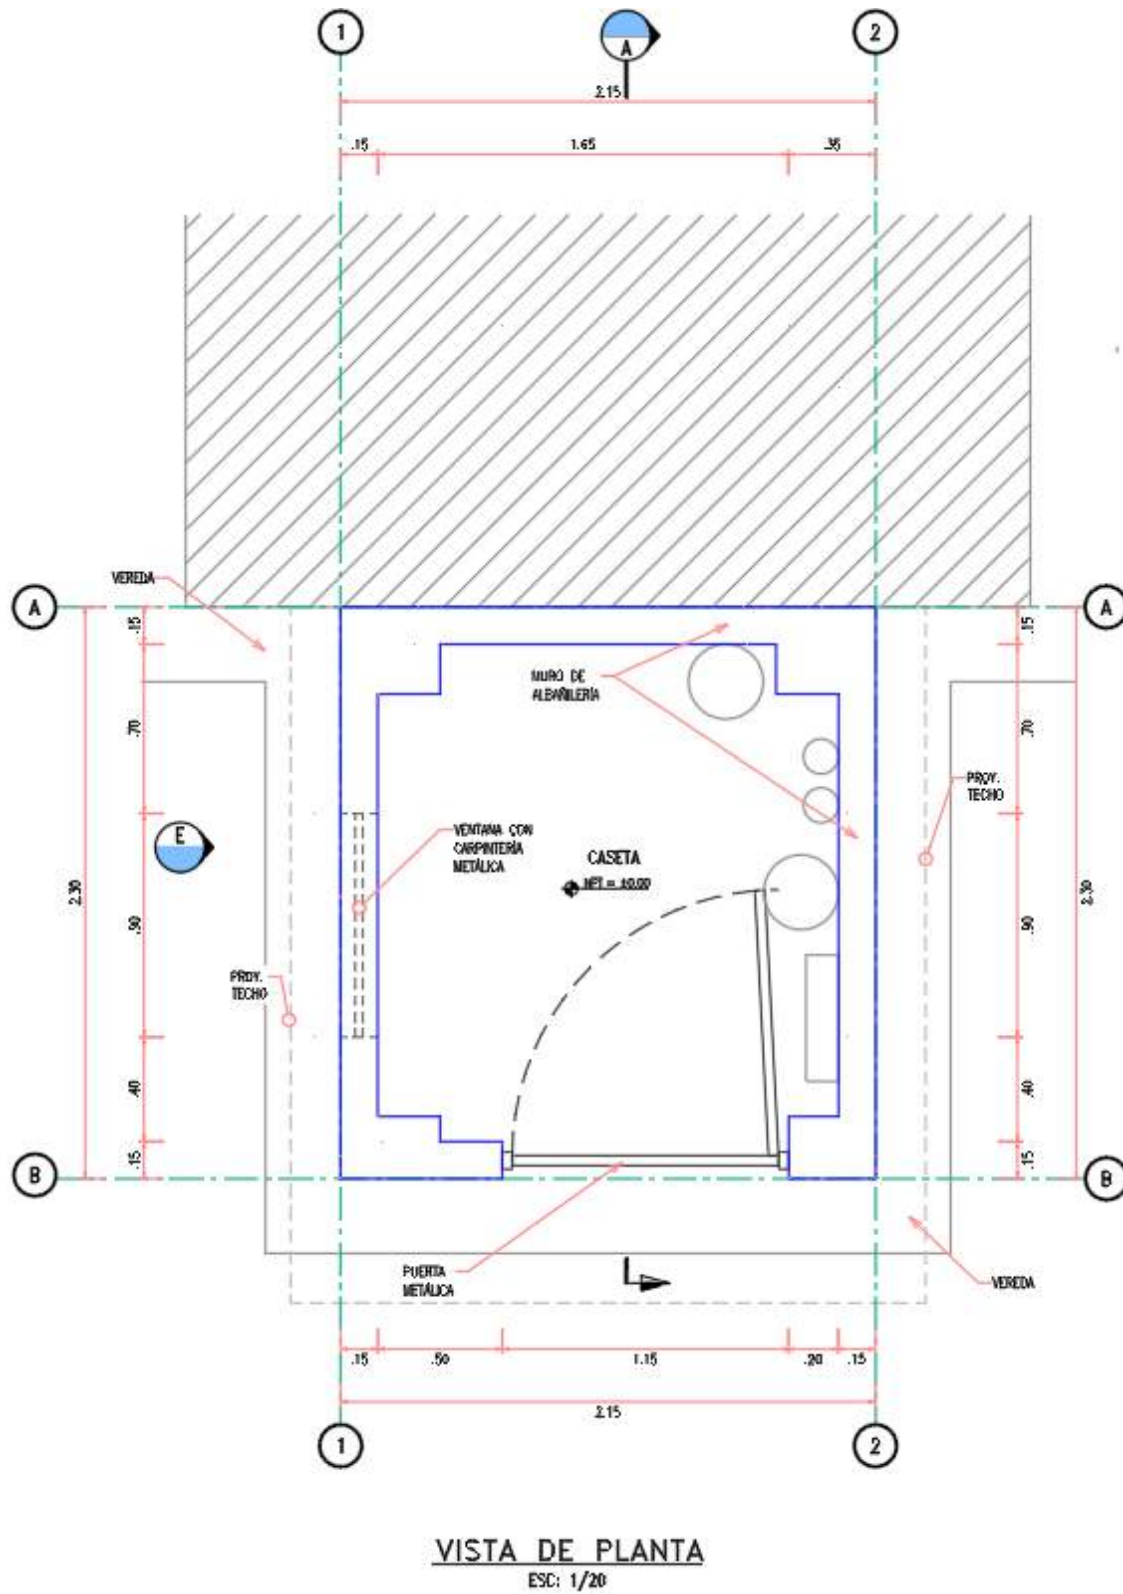 1
A
2
2.15
.15
1.65
.35
VEREDA
A
A
.15
.15
MURO DE
ALBAÑILERÍA
.70
.70
PROY.
TECHO
E
VENTANA CON
CARPINTERÍA
METÁLICA
CASETA
NPT = ±0.00
2.30
2.30
.90
.90
PROY.
TECHO
.40
.40
.15
.15
B
B
PUERTA
METÁLICA
VEREDA
.15
.50
1.15
.20
.15
2.15
1
2
VISTA DE PLANTA
ESC: 1/20